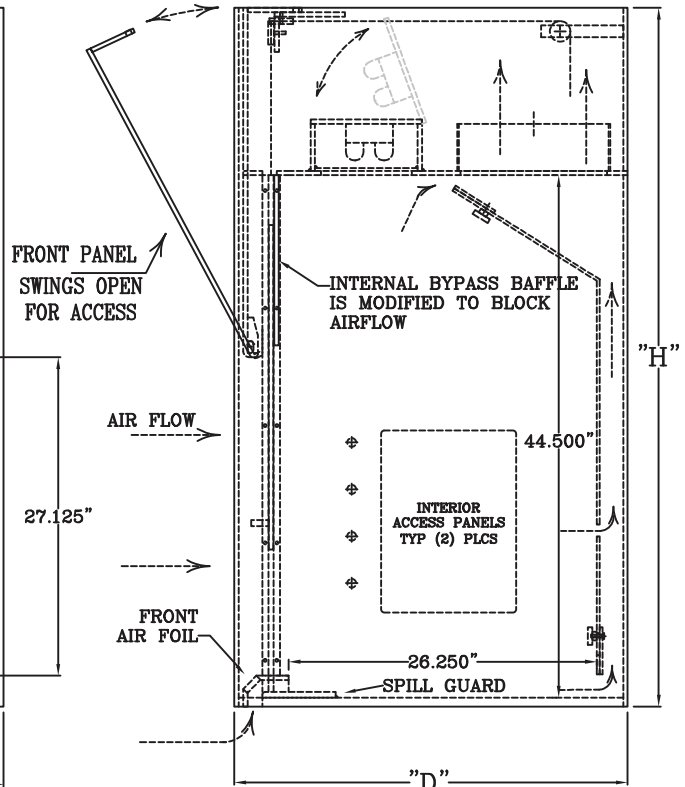 FRONT PANEL
SWINGS OPEN
FOR ACCESS
INTERNAL BYPASS BAFFLE
IS MODIFIED TO BLOCK
AIRFLOW
"H"
AIR FLOW
44.500"
27.125"
INTERIOR
ACCESS PANELS
TYP (2) PLCS
FRONT
AIR FOIL
26.250"
SPILL GUARD
"D"